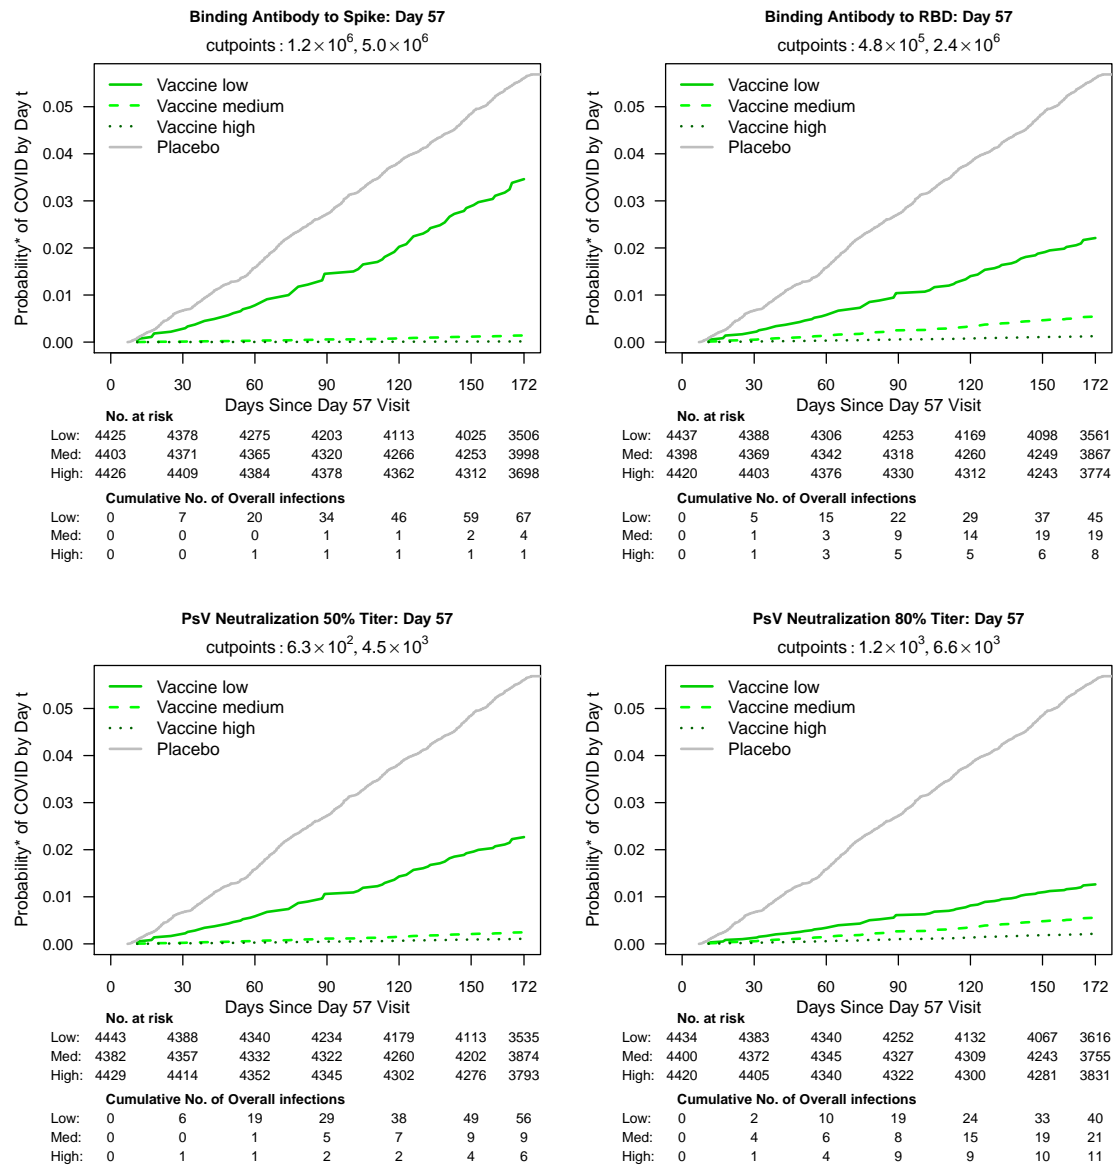 Binding Antibody to Spike: Day 57
cutpoints : 1.2 × 10^6, 5.0 × 10^6
Probability* of COVID by Day t
0.05
0.04
0.03
0.02
0.01
0.00
Vaccine low
Vaccine medium
Vaccine high
Placebo
0 30 60 90 120 150 172
Days Since Day 57 Visit
No. at risk
Low: 4425 4378 4275 4203 4113 4025 3506
Med: 4403 4371 4365 4320 4266 4253 3998
High: 4426 4409 4384 4378 4362 4312 3698
Cumulative No. of Overall infections
Low: 0 7 20 34 46 59 67
Med: 0 0 0 1 1 2 4
High: 0 0 1 1 1 1 1
Binding Antibody to RBD: Day 57
cutpoints : 4.8 × 10^5, 2.4 × 10^6
Probability* of COVID by Day t
0.05
0.04
0.03
0.02
0.01
0.00
Vaccine low
Vaccine medium
Vaccine high
Placebo
0 30 60 90 120 150 172
Days Since Day 57 Visit
No. at risk
Low: 4437 4388 4306 4253 4169 4098 3561
Med: 4398 4369 4342 4318 4260 4249 3867
High: 4420 4403 4376 4330 4312 4243 3774
Cumulative No. of Overall infections
Low: 0 5 15 22 29 37 45
Med: 0 1 3 9 14 19 19
High: 0 1 3 5 5 6 8
PsV Neutralization 50% Titer: Day 57
cutpoints : 6.3 × 10^2, 4.5 × 10^3
Probability* of COVID by Day t
0.05
0.04
0.03
0.02
0.01
0.00
Vaccine low
Vaccine medium
Vaccine high
Placebo
0 30 60 90 120 150 172
Days Since Day 57 Visit
No. at risk
Low: 4443 4388 4340 4234 4179 4113 3535
Med: 4382 4357 4332 4322 4260 4202 3874
High: 4429 4414 4352 4345 4302 4276 3793
Cumulative No. of Overall infections
Low: 0 6 19 29 38 49 56
Med: 0 0 1 5 7 9 9
High: 0 1 1 2 2 4 6
PsV Neutralization 80% Titer: Day 57
cutpoints : 1.2 × 10^3, 6.6 × 10^3
Probability* of COVID by Day t
0.05
0.04
0.03
0.02
0.01
0.00
Vaccine low
Vaccine medium
Vaccine high
Placebo
0 30 60 90 120 150 172
Days Since Day 57 Visit
No. at risk
Low: 4434 4383 4340 4252 4132 4067 3616
Med: 4400 4372 4345 4327 4309 4243 3755
High: 4420 4405 4340 4322 4300 4281 3831
Cumulative No. of Overall infections
Low: 0 2 10 19 24 33 40
Med: 0 4 6 8 15 19 21
High: 0 1 4 9 9 10 11